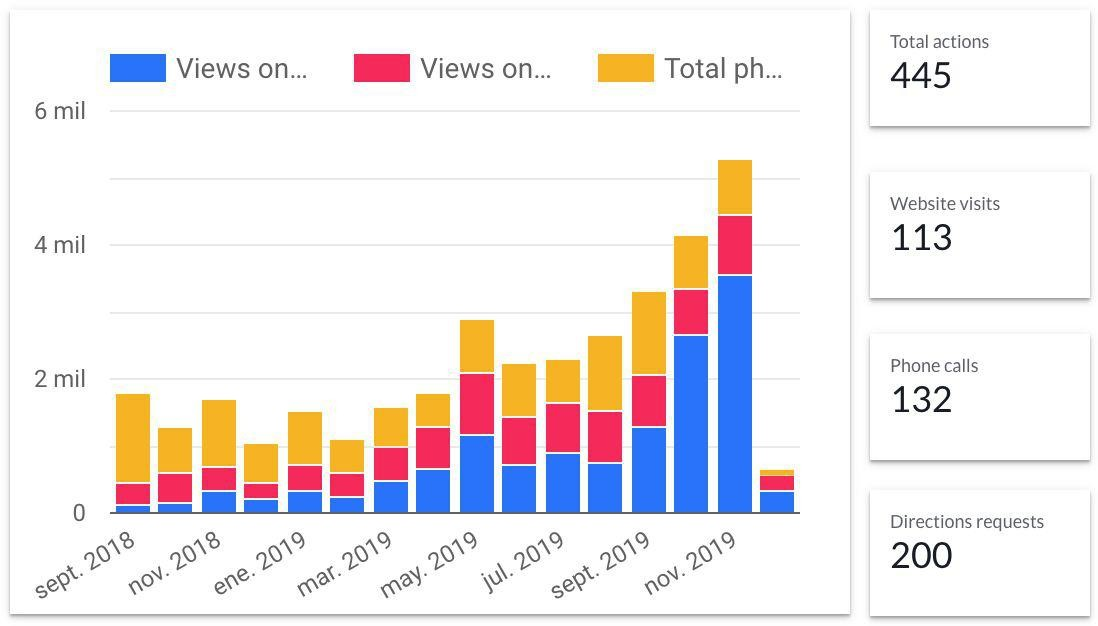 Views on...
Views on...
Total ph...
6 mil
4 mil
2 mil
0
sept. 2018
nov. 2018
ene. 2019
mar. 2019
may. 2019
jul. 2019
sept. 2019
nov. 2019
Total actions
445
Website visits
113
Phone calls
132
Directions requests
200